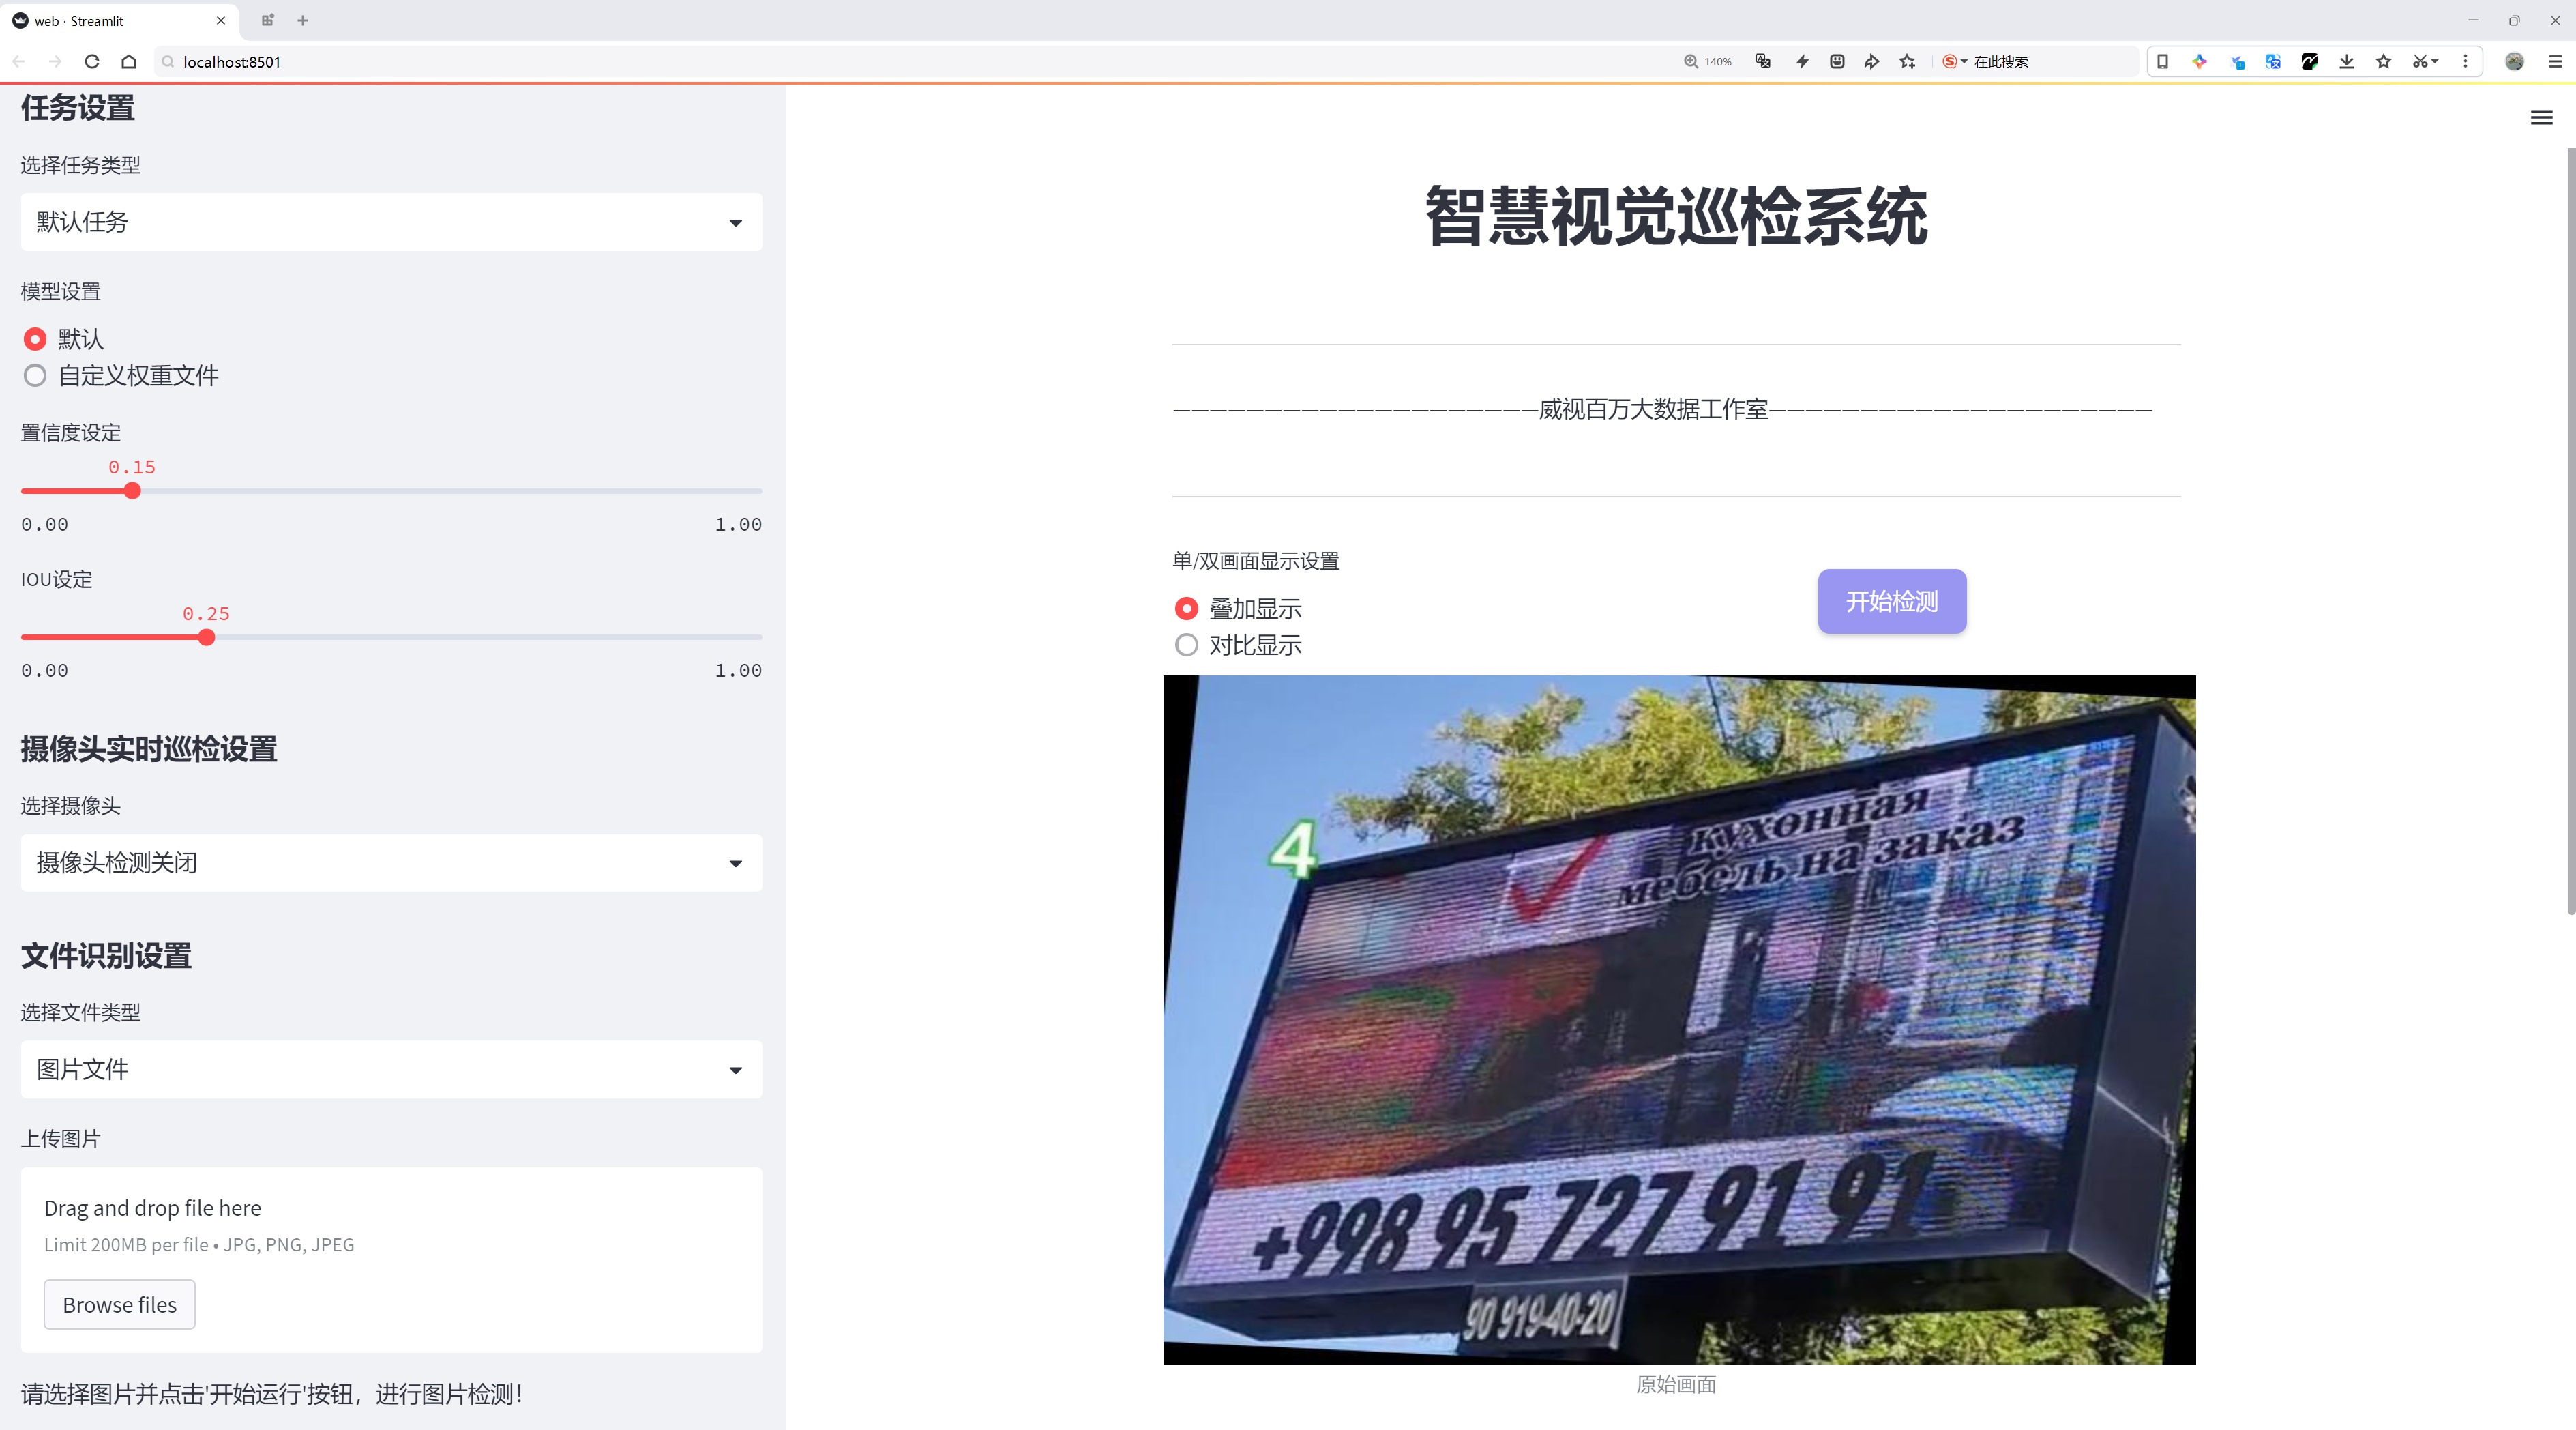 web · Streamlit
localhost:8501
140%
在此搜索
任务设置
选择任务类型
默认任务
模型设置
默认
自定义权重文件
置信度设定
0.15
0.00 1.00
IOU设定
0.25
0.00 1.00
摄像头实时巡检设置
选择摄像头
摄像头检测关闭
文件识别设置
选择文件类型
图片文件
上传图片
Drag and drop file here
Limit 200MB per file • JPG, PNG, JPEG
Browse files
请选择图片并点击'开始运行'按钮，进行图片检测！
智慧视觉巡检系统
————————————————————威视百万大数据工作室—————————————————————
单/双画面显示设置
叠加显示
对比显示
开始检测
4
кухонная
мебель на заказ
+998 95 727 91 91
90 919-40-20
原始画面